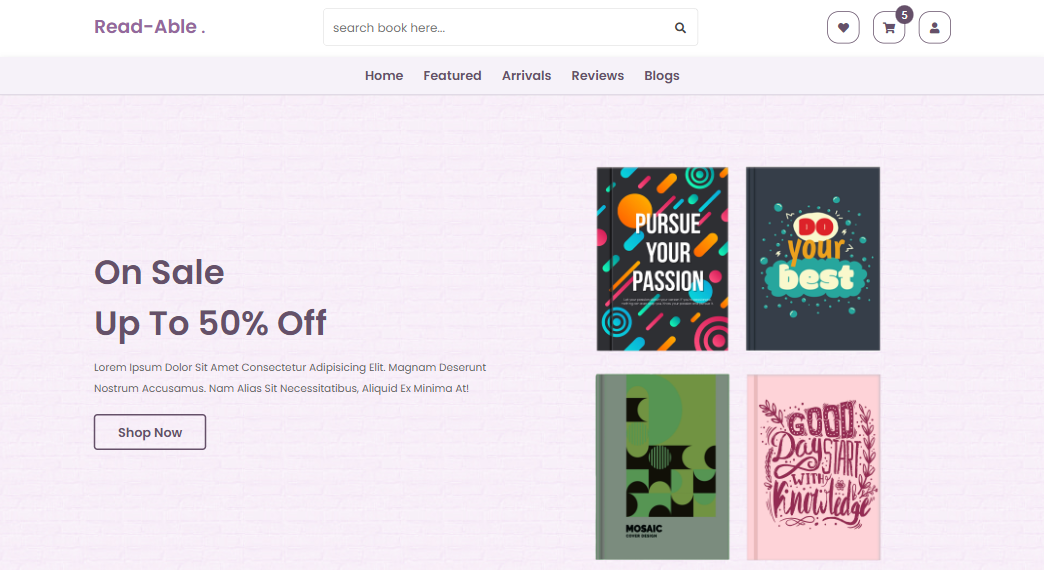 Read-Able .
search book here...
5
Home Featured Arrivals Reviews Blogs
On Sale
Up To 50% Off
Lorem Ipsum Dolor Sit Amet Consectetur Adipisicing Elit. Magnam Deserunt
Nostrum Accusamus. Nam Alias Sit Necessitatibus, Aliquid Ex Minima At!
Shop Now
PURSUE
YOUR
PASSION
DO
your
best
MOSAIC
COVER DESIGN
GOOD
Day START
WITH
Knowledge